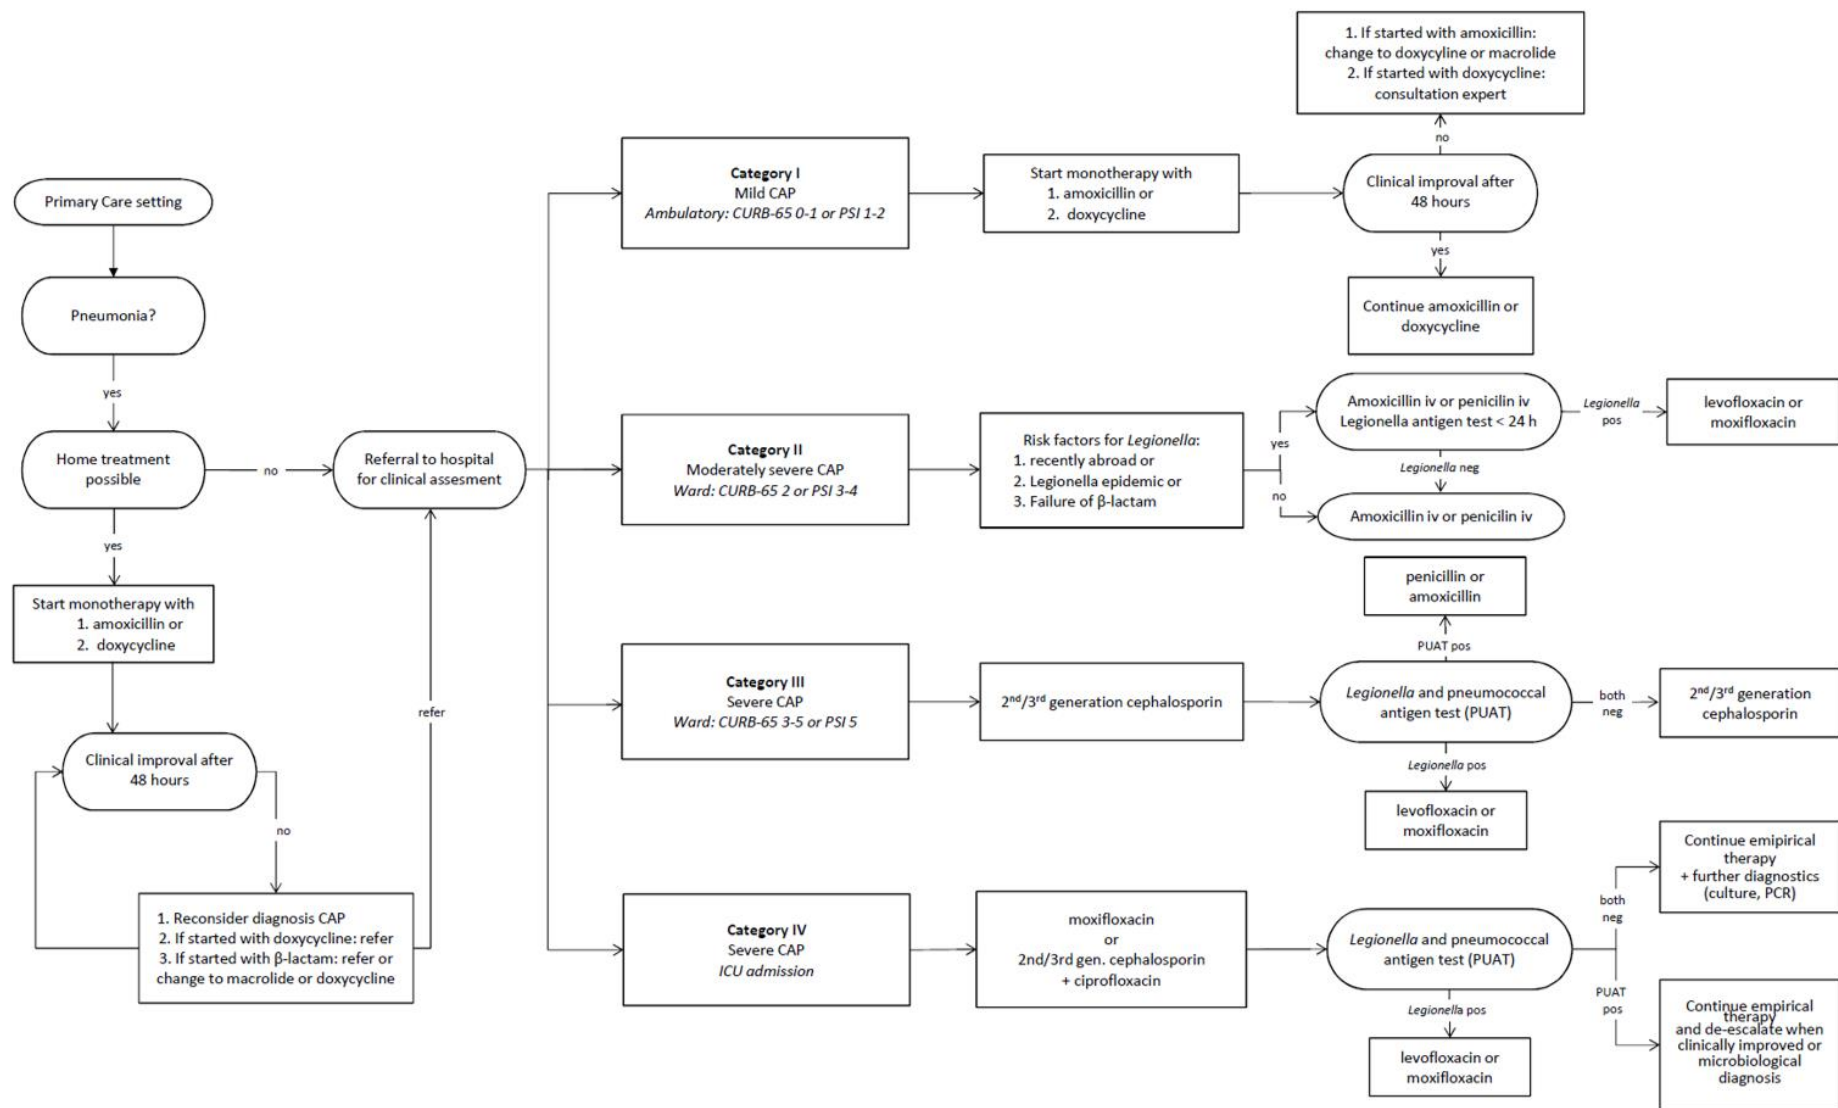 Primary Care setting
Pneumonia?
yes
Home treatment
possible
no
yes
Start monotherapy with
1. amoxicillin or
2. doxycycline
Clinical improval after
48 hours
no
1. Reconsider diagnosis CAP
2. If started with doxycycline: refer
3. If started with β-lactam: refer or
change to macrolide or doxycycline
refer
Referral to hospital
for clinical assesment
Category I
Mild CAP
Ambulatory: CURB-65 0-1 or PSI 1-2
Start monotherapy with
1. amoxicillin or
2. doxycycline
Clinical improval after
48 hours
no
1. If started with amoxicillin:
change to doxycyline or macrolide
2. If started with doxycycline:
consultation expert
yes
Continue amoxicillin or
doxycycline
Category II
Moderately severe CAP
Ward: CURB-65 2 or PSI 3-4
Risk factors for Legionella:
1. recently abroad or
2. Legionella epidemic or
3. Failure of β-lactam
yes
no
Amoxicillin iv or penicilin iv
Legionella antigen test < 24 h
Legionella
pos
levofloxacin or
moxifloxacin
Legionella neg
Amoxicillin iv or penicilin iv
Category III
Severe CAP
Ward: CURB-65 3-5 or PSI 5
2nd/3rd generation cephalosporin
Legionella and pneumococcal
antigen test (PUAT)
PUAT pos
penicillin or
amoxicillin
both
neg
2nd/3rd generation
cephalosporin
Legionella pos
levofloxacin or
moxifloxacin
Category IV
Severe CAP
ICU admission
moxifloxacin
or
2nd/3rd gen. cephalosporin
+ ciprofloxacin
Legionella and pneumococcal
antigen test (PUAT)
both
neg
Continue emipirical
therapy
+ further diagnostics
(culture, PCR)
PUAT
pos
Continue empirical
therapy
and de-escalate when
clinically improved or
microbiological
diagnosis
Legionella pos
levofloxacin or
moxifloxacin